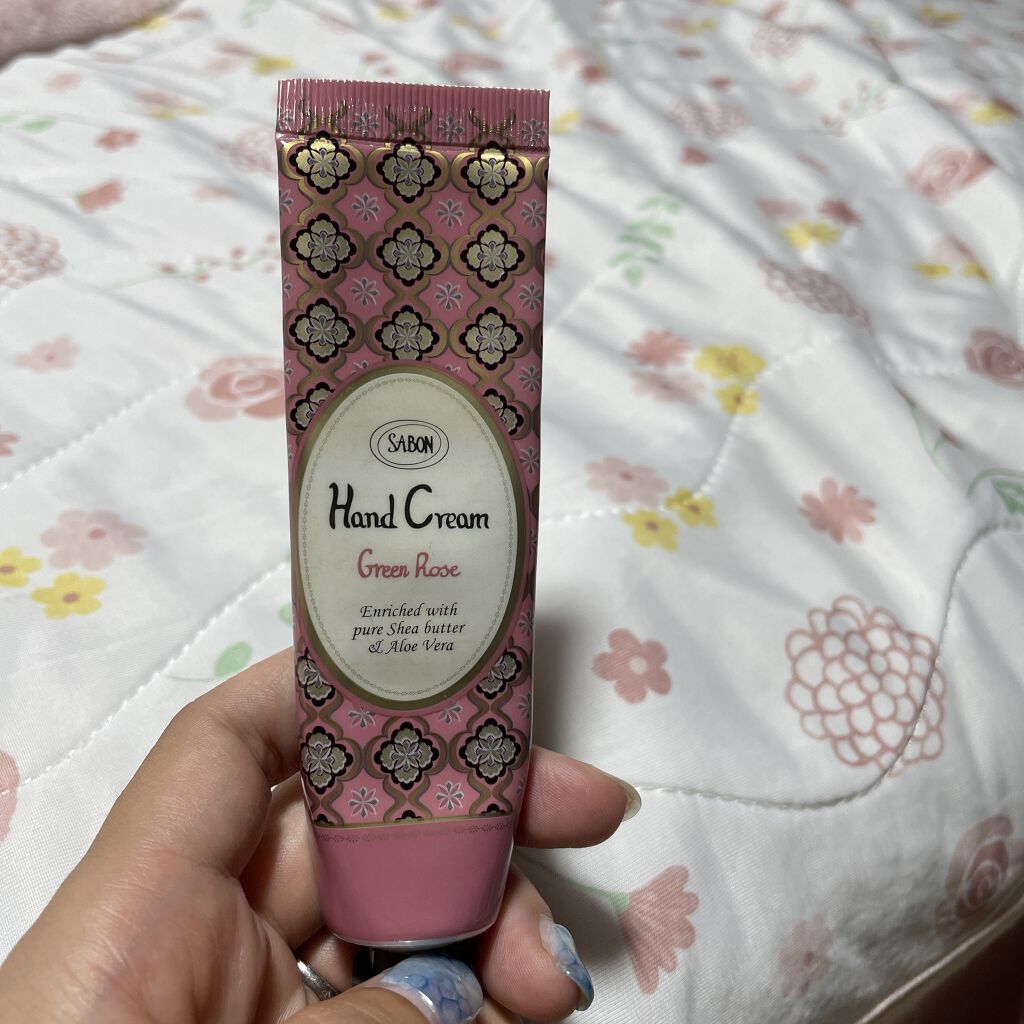 SABON
Hand Cream
Green Rose
Enriched with
pure Shea butter
& Aloe Vera